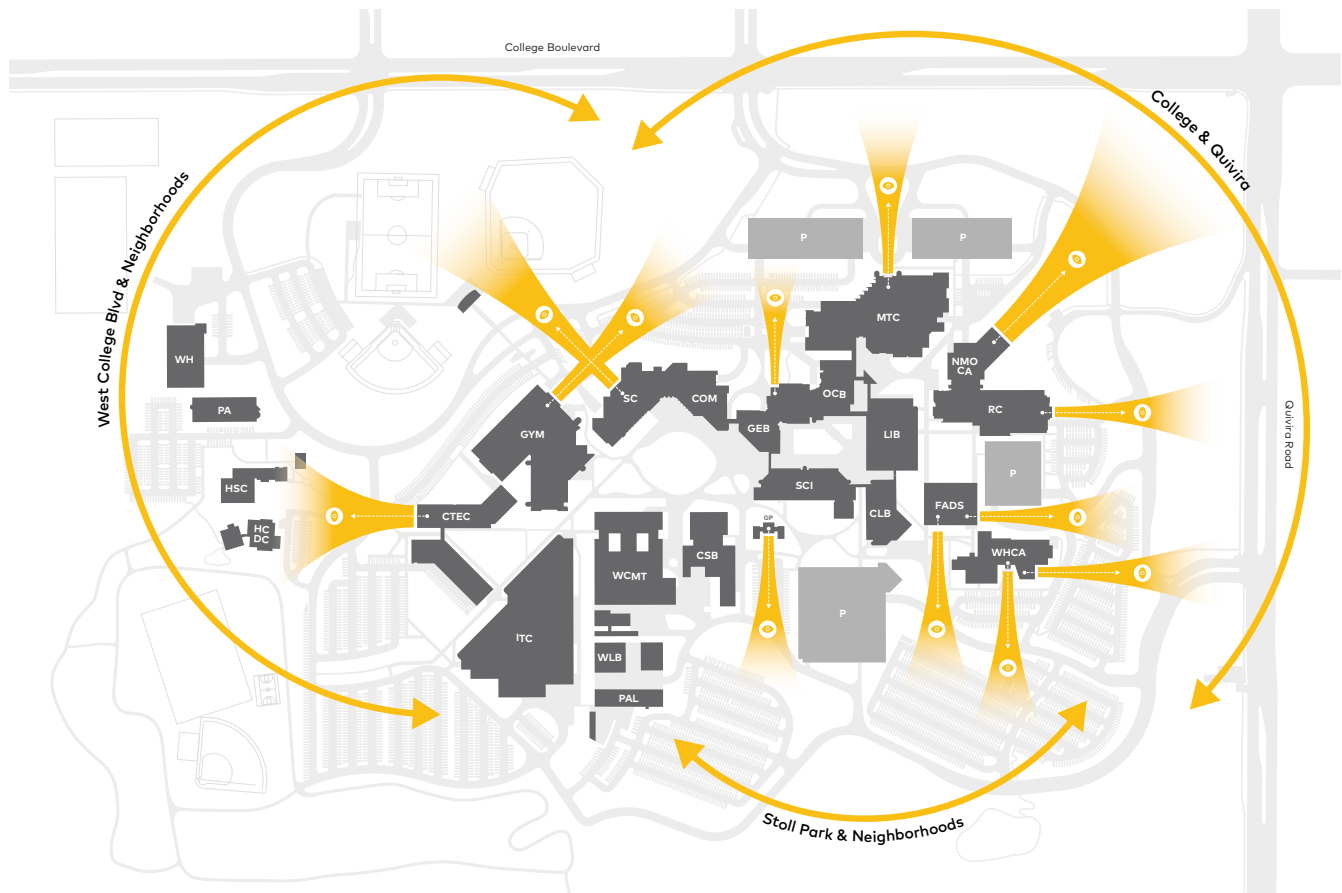 College Boulevard
College & Quivira
West College Blvd & Neighborhoods
P
P
MTC
WH
NMO
CA
PA
SC
COM
OCB
RC
Quivira Road
GYM
GEB
LIB
P
HSC
SCI
CTEC
CLB
FADS
GP
HC
DC
WHCA
CSB
WCMT
P
ITC
WLB
PAL
Stoll Park & Neighborhoods